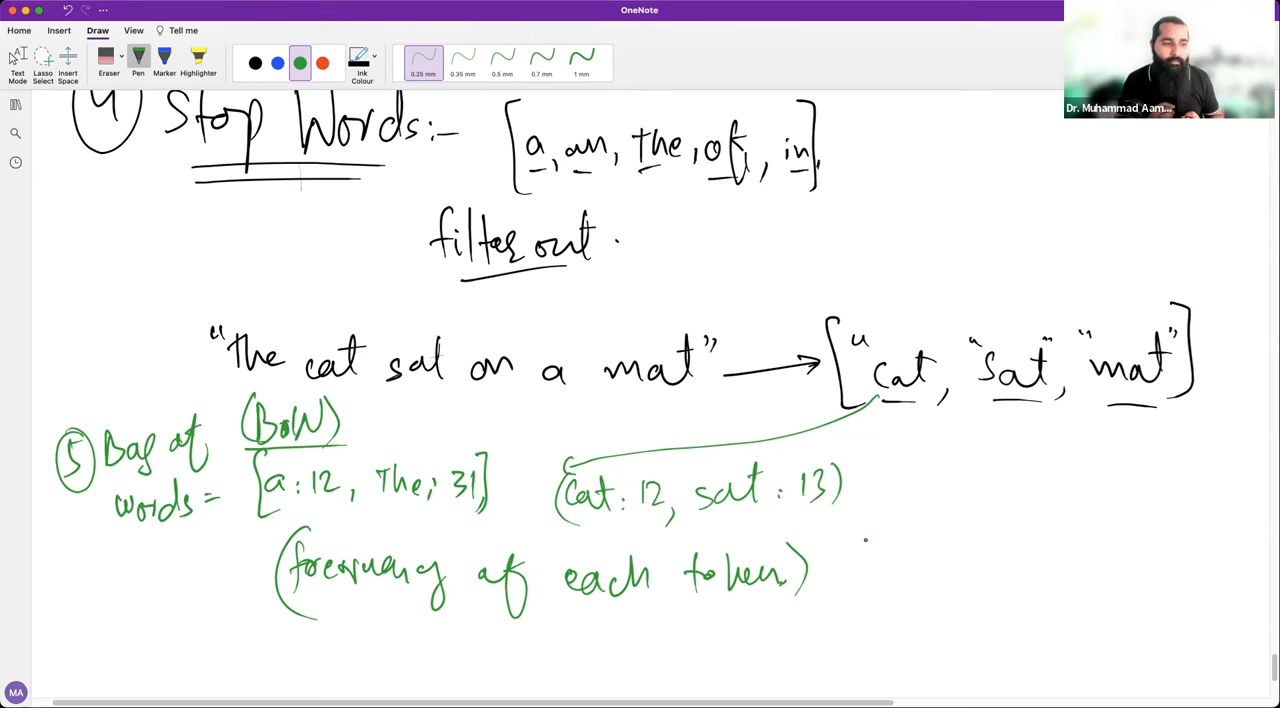 OneNote
Home Insert Draw View Tell me
Text Mode
Lasso Select
Insert Space
Eraser
Pen
Marker
Highlighter
Ink Colour
0.25 mm
0.35 mm
0.5 mm
0.7 mm
1 mm
Dr. Muhammad Aam...
4 Stop Words:- [a, an, the, of, in].
filter out.
"the cat sat on a mat" → ["cat, "sat", "mat"]
5 Bag of (BoW)
words = [a:12, The: 31] (cat: 12, sat: 13)
(frequency of each token)
MA